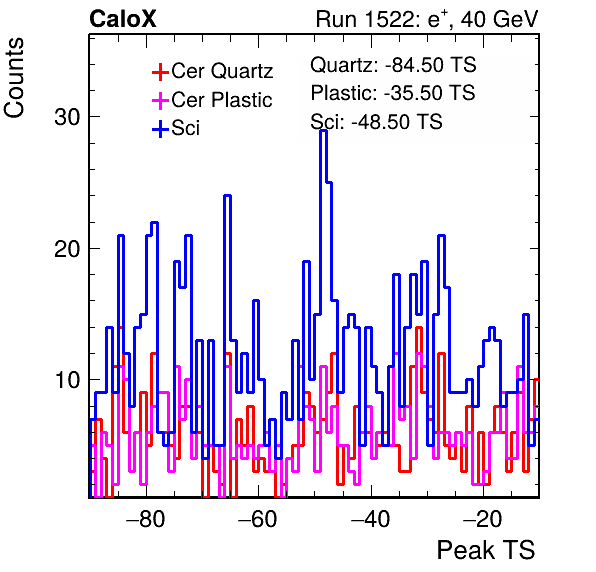 CaloX Run 1522: e⁺, 40 GeV
Counts
Cer Quartz
Cer Plastic
Sci
Quartz: -84.50 TS
Plastic: -35.50 TS
Sci: -48.50 TS
30
20
10
−80 −60 −40 −20
Peak TS